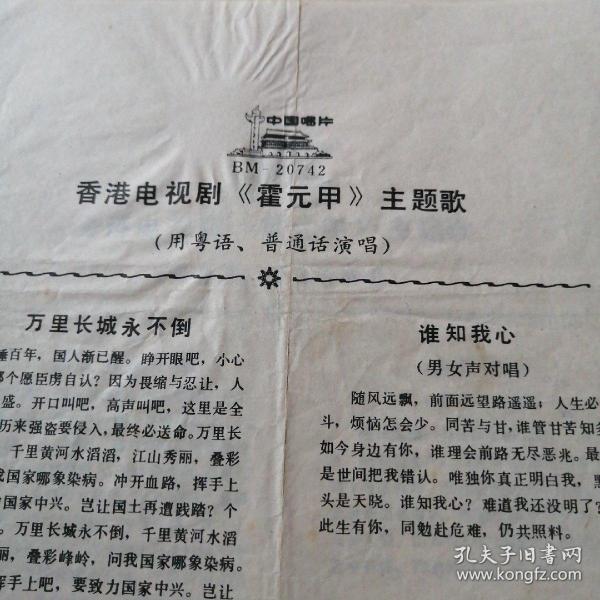 中国唱片
BM-20742
香港电视剧《霍元甲》主题歌
(用粤语、普通话演唱)
万里长城永不倒
睡百年，国人渐已醒。睁开眼吧，小心
那个愿臣虏自认？因为畏缩与忍让，人
盛。开口叫吧，高声叫吧，这里是全
历来强盗要侵入，最终必送命。万里长
千里黄河水滔滔，江山秀丽，叠彩
我国家哪象染病。冲开血路，挥手上
国家中兴。岂让国土再遭践踏？个
。万里长城永不倒，千里黄河水滔
丽，叠彩峰岭，问我国家哪象染病。
挥手上吧，要致力国家中兴。岂让
谁知我心
(男女声对唱)
随风远飘，前面远望路遥遥；人生必
斗，烦恼怎会少。同苦与甘，谁管甘苦知多
如今身边有你，谁理会前路无尽恶兆。最
是世间把我错认。唯独你真正明白我，黑
头是天晓。谁知我心？难道我还没明了
此生有你，同勉赴危难，仍共照料。
孔夫子旧书网
www.kongfz.com